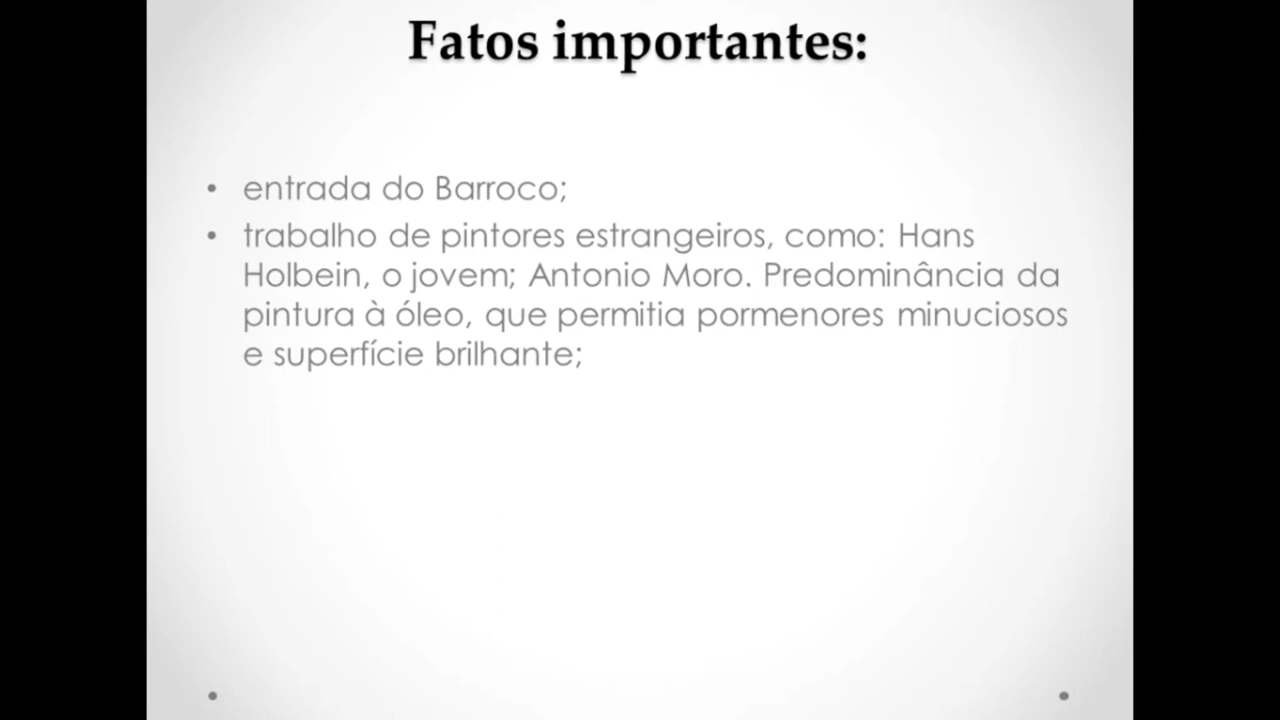 Fatos importantes:
• entrada do Barroco;
• trabalho de pintores estrangeiros, como: Hans
Holbein, o jovem; Antonio Moro. Predominância da
pintura à óleo, que permitia pormenores minuciosos
e superfície brilhante;